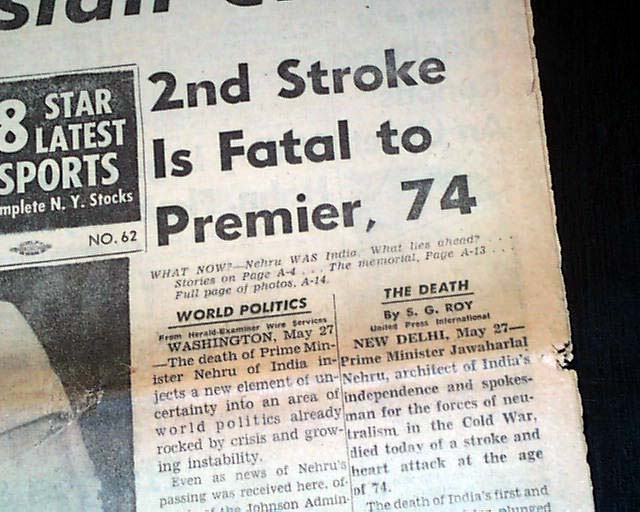 8 STAR
LATEST
SPORTS
mplete N. Y. Stocks
NO. 62
2nd Stroke
Is Fatal to
Premier, 74
WHAT NOW?—Nehru WAS India. What lies ahead?
Stories on Page A-4 . . . The memorial, Page A-13 . . .
Full page of photos, A-14.
WORLD POLITICS
From Herald-Examiner Wire Services
WASHINGTON, May 27
—The death of Prime Min-
ister Nehru of India in-
jects a new element of un-
certainty into an area of
world politics already
rocked by crisis and grow-
ing instability.
Even as news of Nehru's
passing was received here, of-
of the Johnson Admin-
THE DEATH
By S. G. ROY
United Press International
NEW DELHI, May 27—
Prime Minister Jawaharlal
Nehru, architect of India's
independence and spokes-
man for the forces of neu-
tralism in the Cold War,
died today of a stroke and
heart attack at the age
of 74.
The death of India's first and
plunged